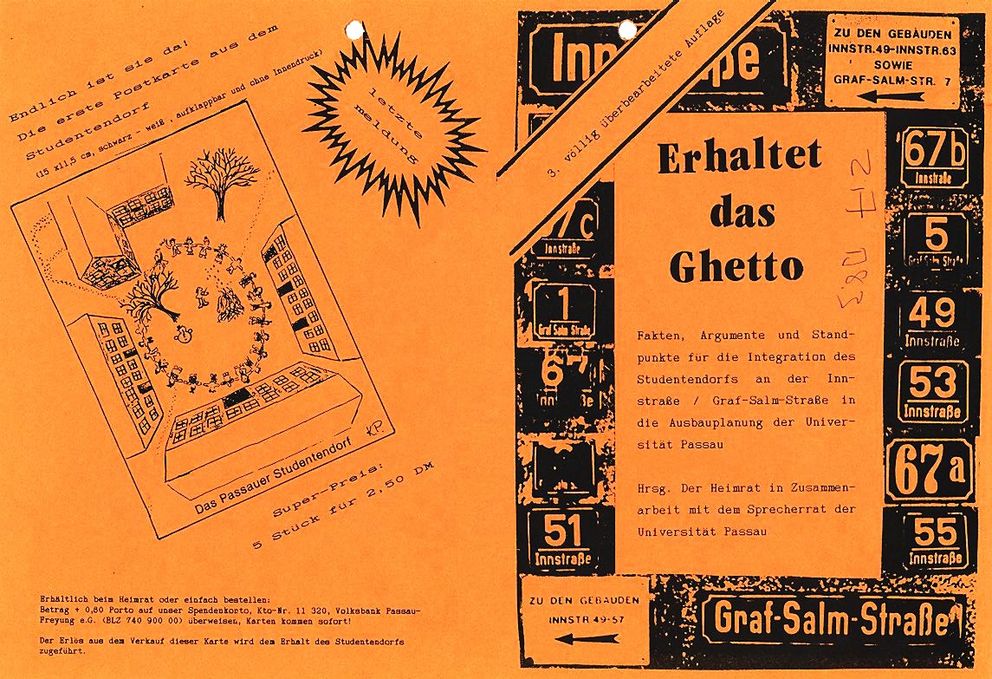 Endlich ist sie da!
Die erste Postkarte aus dem
Studentendorf
(15 x11,5 cm, schwarz - weiß , aufklappbar und ohne Innendruck)
letzte
meldung
Das Passauer Studentendorf
KP.
Super-Preis:
5 Stück für 2,50 DM
Erhältlich beim Heimrat oder einfach bestellen:
Betrag + 0,80 Porto auf unser Spendenkorto, Kto-Nr. 11 320, Volksbank Passau-
Freyung e.G. (BLZ 740 900 00) überweisen, Karten kommen sofort!
Der Erlös aus dem Verkauf dieser Karte wird dem Erhalt des Studentendorfs
zugeführt.
3. völlig überbearbeitete Auflage
ZU DEN GEBÄUDEN
INNSTR.49-INNSTR.63
SOWIE
GRAF-SALM-STR. 7
Erhaltet
das
Ghetto
Fakten, Argumente und Stand-
punkte für die Integration des
Studentendorfs an der Inn-
straße / Graf-Salm-Straße in
die Ausbauplanung der Univer-
sität Passau
Hrsg. Der Heimrat in Zusammen-
arbeit mit dem Sprecherrat der
Universität Passau
7c
Innstraße
1
Graf Salm Straße
67
51
Innstraße
67b
Innstraße
5
Graf Salm Straße
49
Innstraße
53
Innstraße
67a
55
Innstraße
ZU DEN GEBÄUDEN
INNSTR 49-57
Graf-Salm-Straße